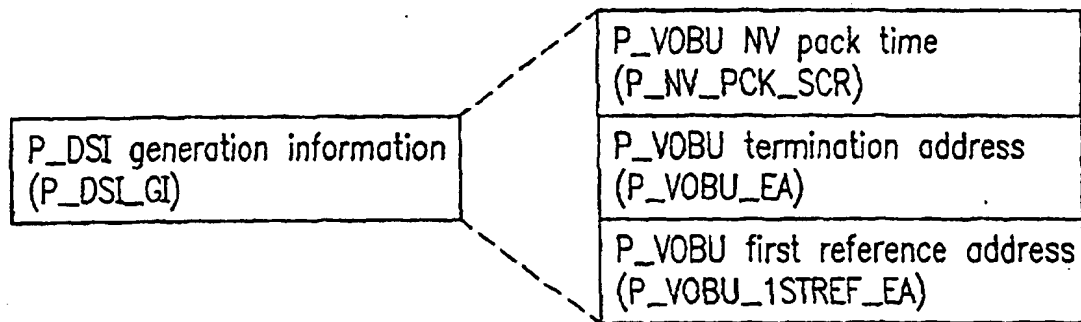 P_DSI generation information
(P_DSI_GI)
P_VOBU NV pack time
(P_NV_PCK_SCR)
P_VOBU termination address
(P_VOBU_EA)
P_VOBU first reference address
(P_VOBU_1STREF_EA)